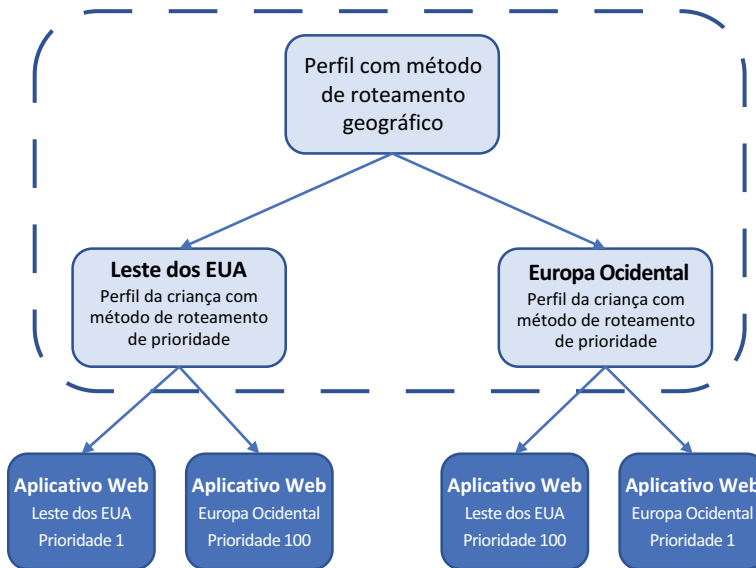 Perfil com método
de roteamento
geográfico
Leste dos EUA
Perfil da criança com
método de roteamento
de prioridade
Europa Ocidental
Perfil da criança com
método de roteamento
de prioridade
Aplicativo Web
Leste dos EUA
Prioridade 1
Aplicativo Web
Europa Ocidental
Prioridade 100
Aplicativo Web
Leste dos EUA
Prioridade 100
Aplicativo Web
Europa Ocidental
Prioridade 1